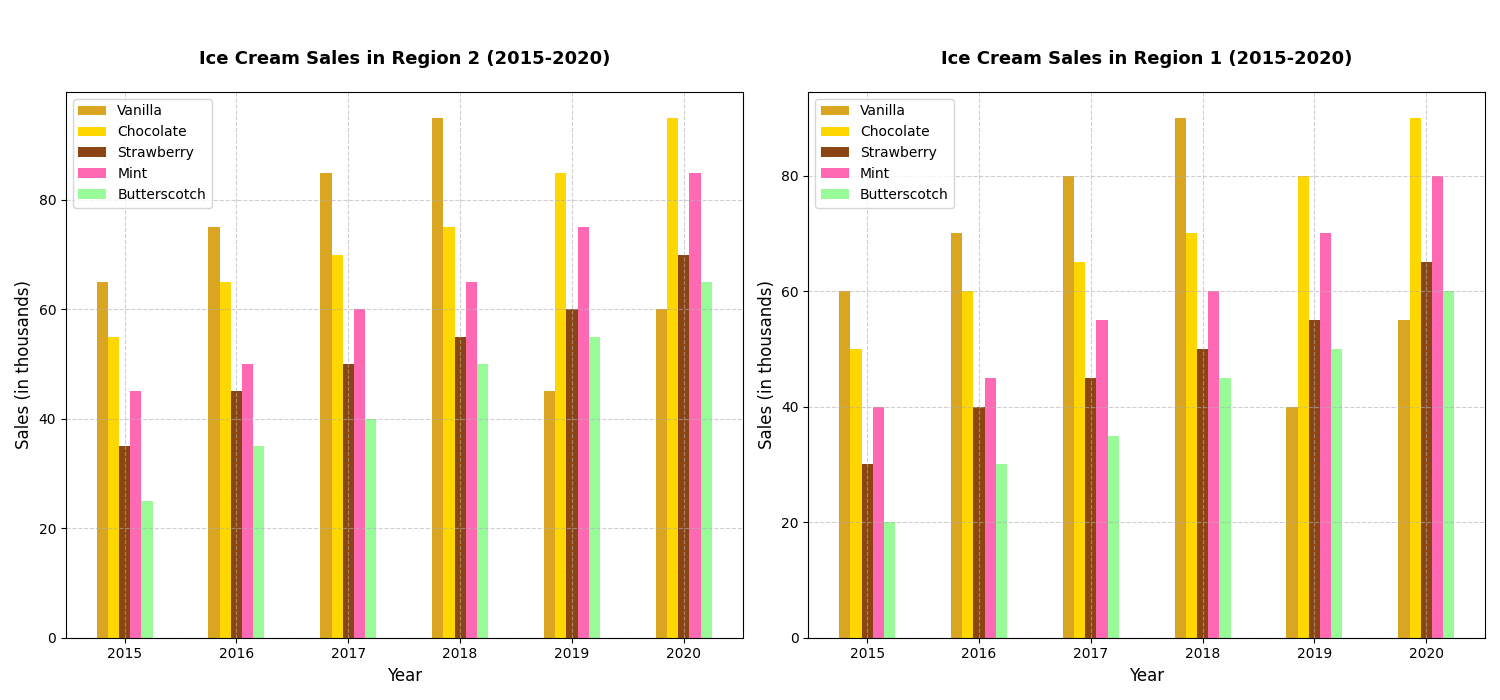 Ice Cream Sales in Region 2 (2015-2020)
Vanilla
Chocolate
Strawberry
Mint
Butterscotch
Sales (in thousands)
80
60
40
20
0
2015 2016 2017 2018 2019 2020
Year
Ice Cream Sales in Region 1 (2015-2020)
Vanilla
Chocolate
Strawberry
Mint
Butterscotch
Sales (in thousands)
80
60
40
20
0
2015 2016 2017 2018 2019 2020
Year